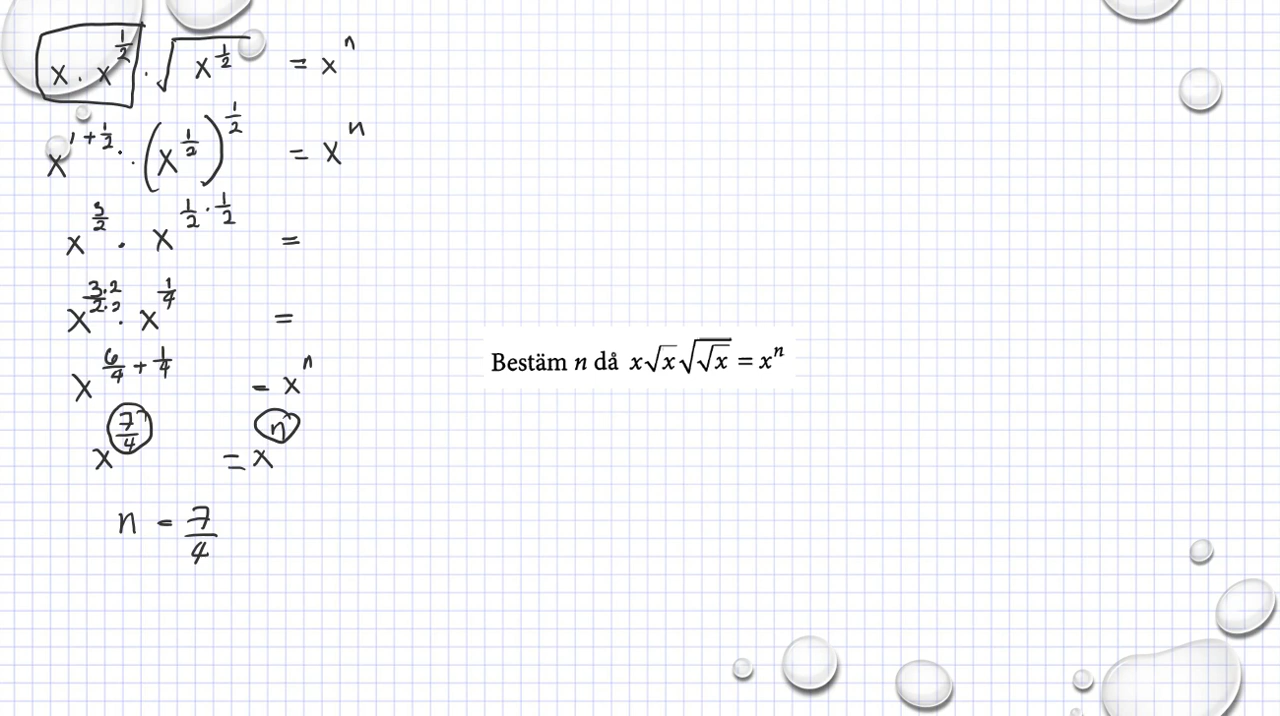 x · x^{1/2} · √(x^{1/2}) = x^n
x^{1+1/2} · · (x^{1/2})^{1/2} = x^n
x^{3/2} · x^{1/2 · 1/2} =
x^{3·2/2·2} · x^{1/4} =
x^{6/4 + 1/4} = x^n
x^{7/4} = x^n
n = 7/4
Bestäm n då x√x√√x = x^n